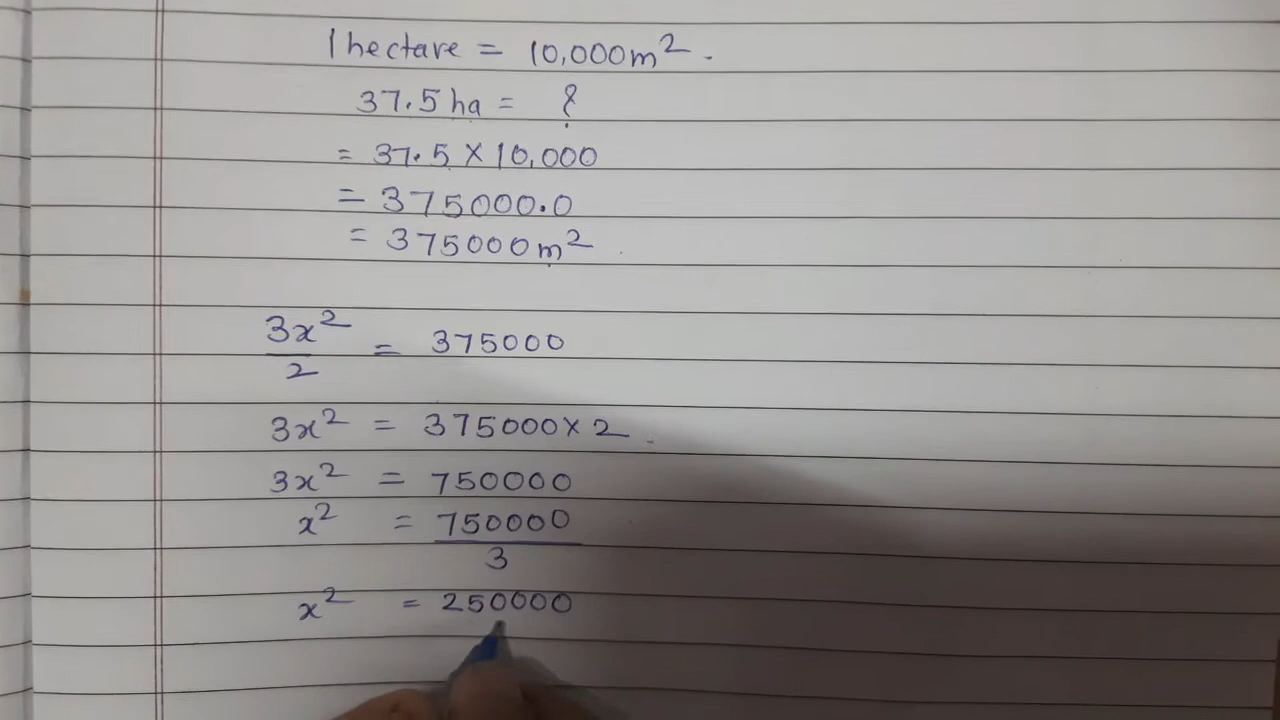 1 hectare = 10,000m².
37.5 ha = ?
= 37.5 × 10,000
= 375000.0
= 375000m².
3x²/2 = 375000
3x² = 375000 × 2
3x² = 750000
x² = 750000/3
x² = 250000